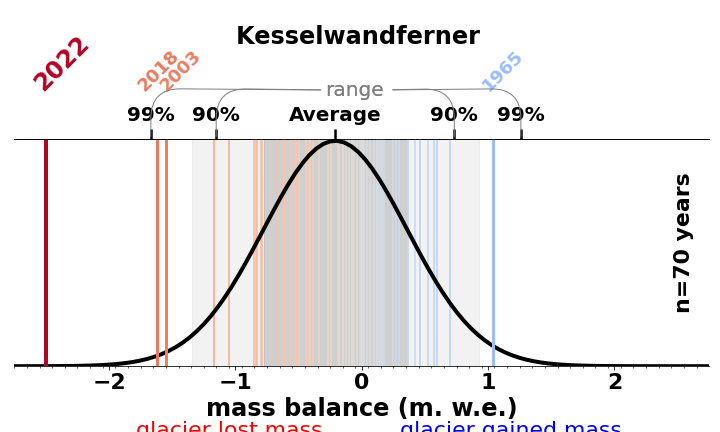 Kesselwandferner
2022
2018
2003
1965
range
99% 90% Average 90% 99%
n=70 years
−2 −1 0 1 2
mass balance (m. w.e.)
glacier lost mass glacier gained mass